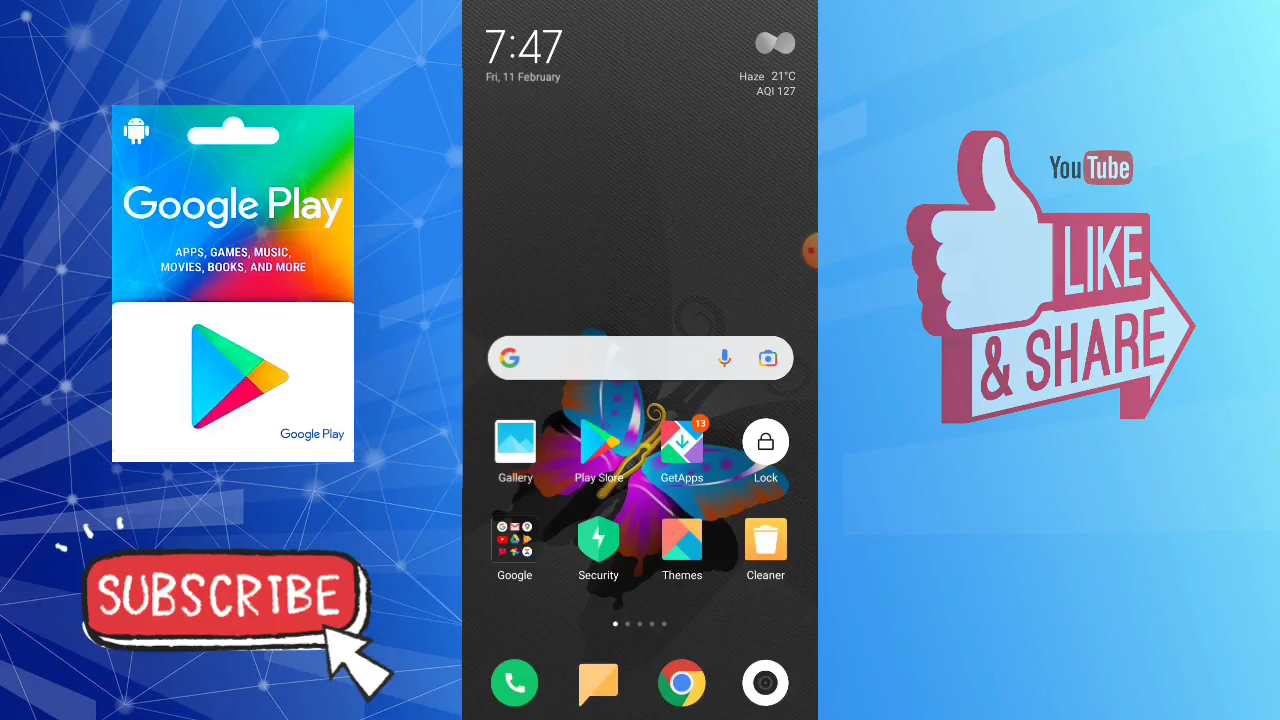 Google Play
APPS, GAMES, MUSIC,
MOVIES, BOOKS, AND MORE
Google Play
SUBSCRIBE
7:47
Fri, 11 February
Haze 21°C
AQI 127
Gallery
Play Store
13
GetApps
Lock
Google
Security
Themes
Cleaner
YouTube
LIKE
& SHARE